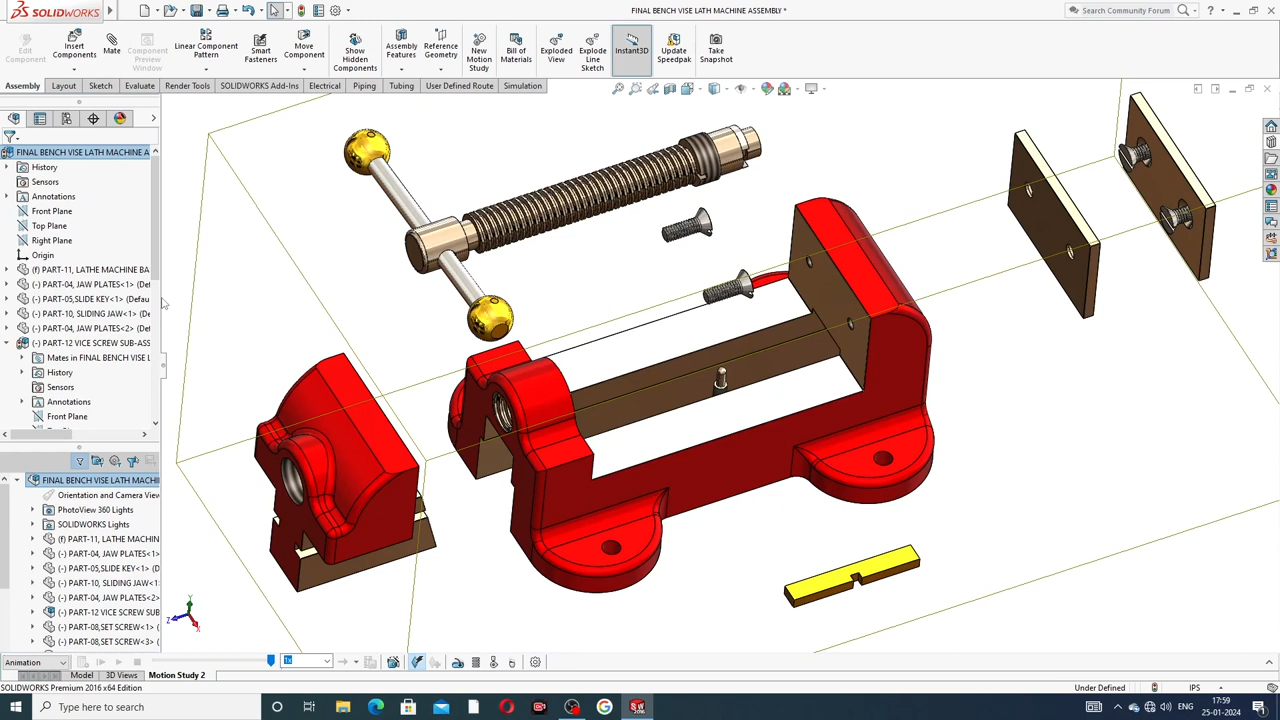 SOLIDWORKS
FINAL BENCH VISE LATH MACHINE ASSEMBLY *
Search Community Forum
Edit Component
Insert Components
Mate
Component Preview Window
Linear Component Pattern
Smart Fasteners
Move Component
Show Hidden Components
Assembly Features
Reference Geometry
New Motion Study
Bill of Materials
Exploded View
Explode Line Sketch
Instant3D
Update Speedpak
Take Snapshot
Assembly
Layout
Sketch
Evaluate
Render Tools
SOLIDWORKS Add-Ins
Electrical
Piping
Tubing
User Defined Route
Simulation
FINAL BENCH VISE LATH MACHINE A
History
Sensors
Annotations
Front Plane
Top Plane
Right Plane
Origin
(f) PART-11, LATHE MACHINE BA
(-) PART-04, JAW PLATES<1> (Def
(-) PART-05,SLIDE KEY<1> (Defau
(-) PART-10, SLIDING JAW<1> (De
(-) PART-04, JAW PLATES<2> (Def
(-) PART-12 VICE SCREW SUB-ASS
Mates in FINAL BENCH VISE L
History
Sensors
Annotations
Front Plane
FINAL BENCH VISE LATH MACHIN
Orientation and Camera View
PhotoView 360 Lights
SOLIDWORKS Lights
(f) PART-11, LATHE MACHINE
(-) PART-04, JAW PLATES<1>
(-) PART-05,SLIDE KEY<1> (D
(-) PART-10, SLIDING JAW<1>
(-) PART-04, JAW PLATES<2>
(-) PART-12 VICE SCREW SUB
(-) PART-08,SET SCREW<1> (
(-) PART-08,SET SCREW<3> (
Y
Z
X
Animation
1x
Model
3D Views
Motion Study 2
SOLIDWORKS Premium 2016 x64 Edition
Under Defined
IPS
Type here to search
ENG
17:59
25-01-2024